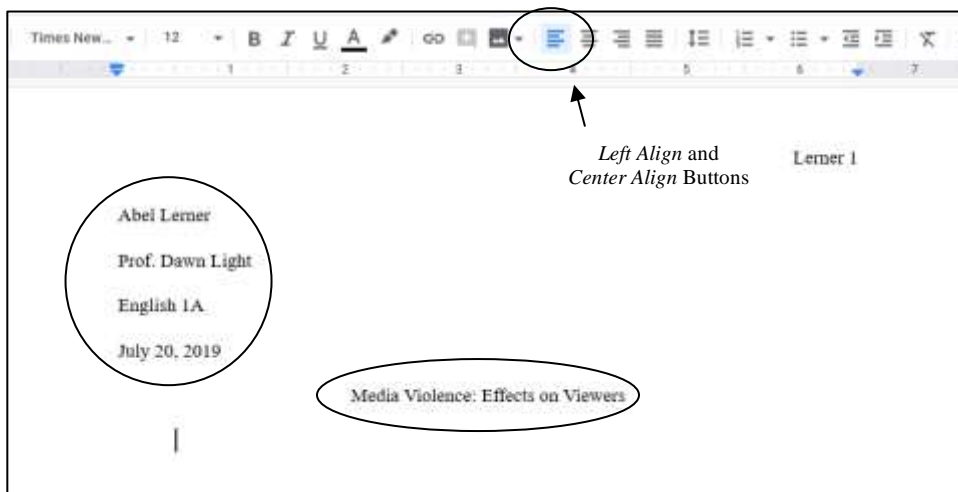 Times New... 12 B I U A
1 2 3 4 5 6 7
Left Align and
Center Align Buttons
Lerner 1
Abel Lerner
Prof. Dawn Light
English 1A
July 20, 2019
Media Violence: Effects on Viewers